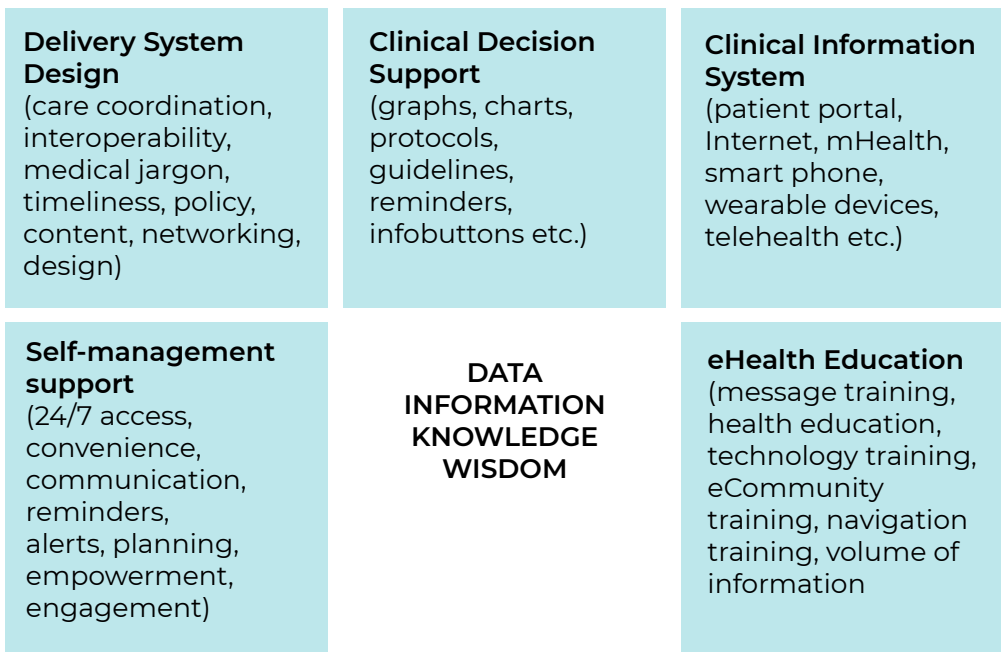 Delivery System
Design
(care coordination,
interoperability,
medical jargon,
timeliness, policy,
content, networking,
design)
Clinical Decision
Support
(graphs, charts,
protocols,
guidelines,
reminders,
infobuttons etc.)
Clinical Information
System
(patient portal,
Internet, mHealth,
smart phone,
wearable devices,
telehealth etc.)
Self-management
support
(24/7 access,
convenience,
communication,
reminders,
alerts, planning,
empowerment,
engagement)
DATA
INFORMATION
KNOWLEDGE
WISDOM
eHealth Education
(message training,
health education,
technology training,
eCommunity
training, navigation
training, volume of
information